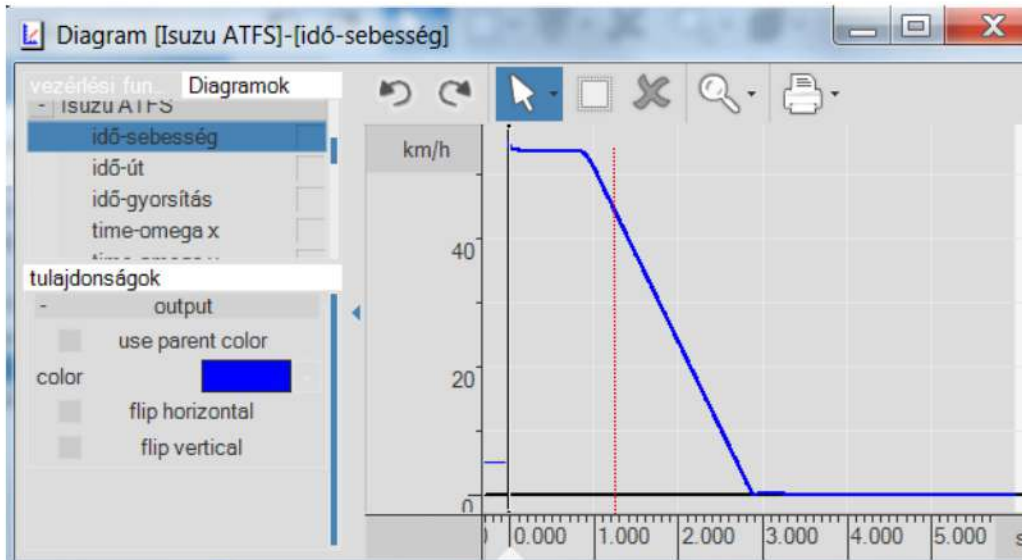 Diagram [Isuzu ATFS]-[idő-sebesség]
vezérlési fun... Diagramok
- Isuzu ATFS
idő-sebesség
idő-út
idő-gyorsítás
time-omega x
tulajdonságok
- output
use parent color
color
flip horizontal
flip vertical
km/h
40
20
0
0.000 1.000 2.000 3.000 4.000 5.000 s